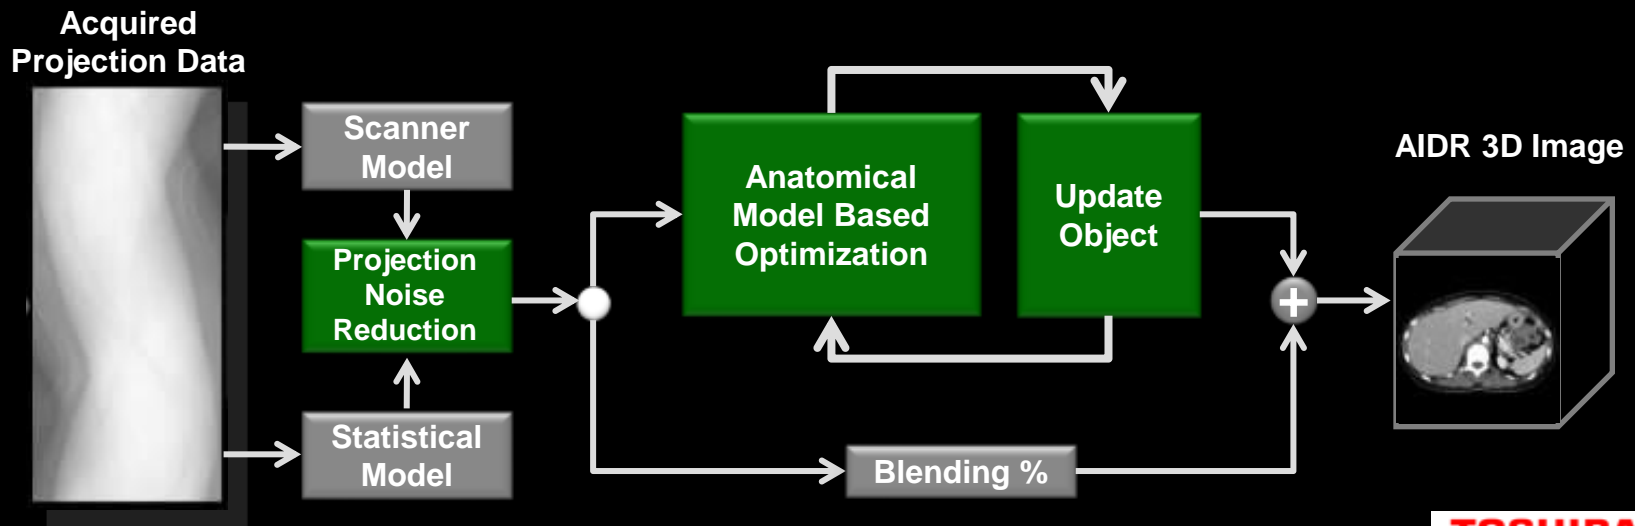 Acquired
Projection Data
Scanner
Model
Projection
Noise
Reduction
Statistical
Model
Anatomical
Model Based
Optimization
Update
Object
Blending %
+
AIDR 3D Image